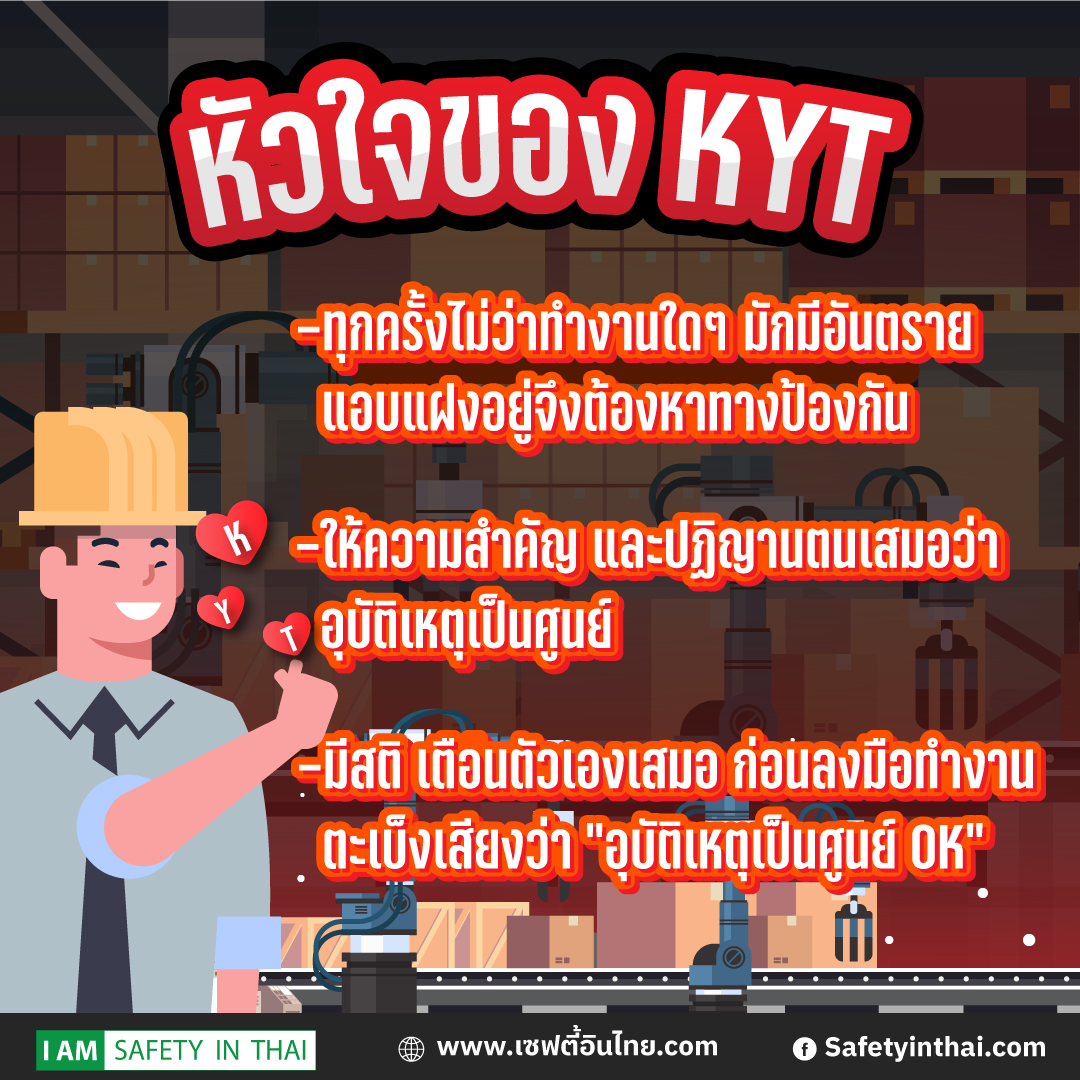 หัวใจของ KYT
-ทุกครั้งไม่ว่าทำงานใดๆ มักมีอันตราย
แอบแฝงอยู่จึงต้องหาทางป้องกัน
K
-ให้ความสำคัญ และปฏิญานตนเสมอว่า
Y
T
อุบัติเหตุเป็นศูนย์
-มีสติ เตือนตัวเองเสมอ ก่อนลงมือทำงาน
ตะเบ็งเสียงว่า "อุบัติเหตุเป็นศูนย์ OK"
I AM SAFETY IN THAI
www.เซฟตี้อินไทย.com
Safetyinthai.com